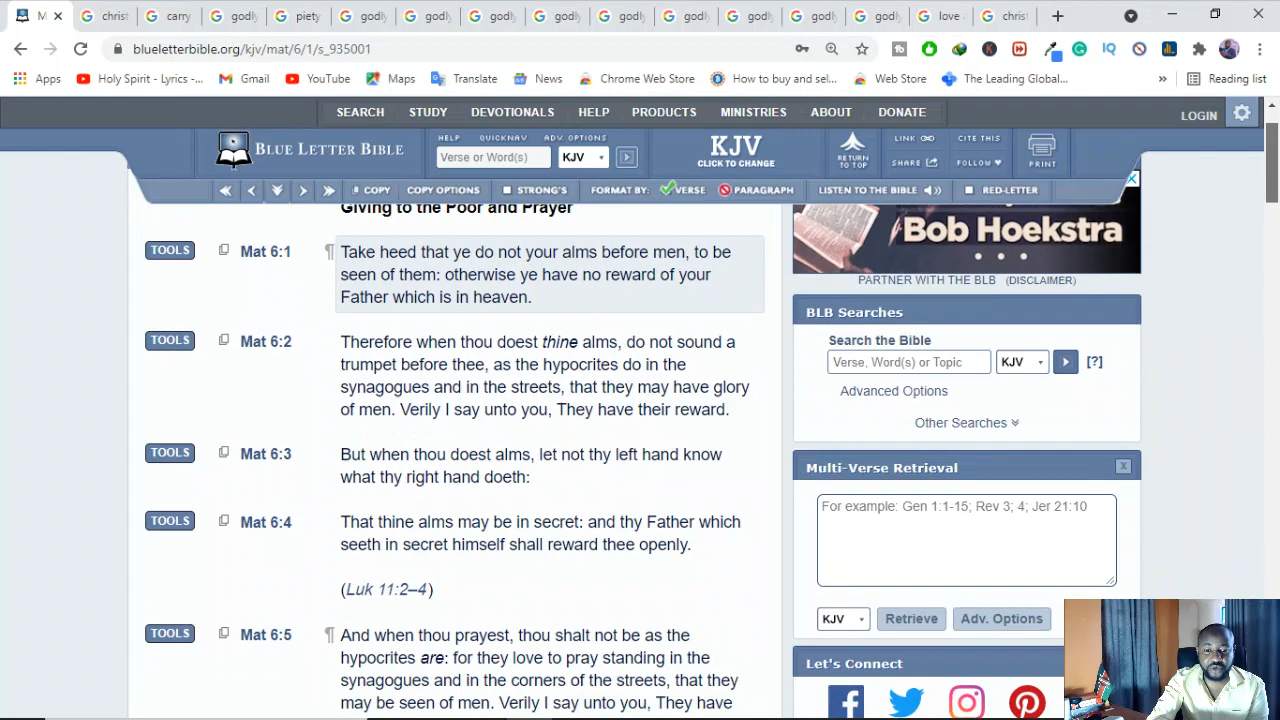 M
christ
carry
godly
piety
godly
godly
godly
godly
godly
godly
godly
godly
godly
love
christ
blueletterbible.org/kjv/mat/6/1/s_935001
Apps
Holy Spirit - Lyrics -...
Gmail
YouTube
Maps
Translate
News
Chrome Web Store
How to buy and sel...
Web Store
The Leading Global...
»
Reading list
SEARCH STUDY DEVOTIONALS HELP PRODUCTS MINISTRIES ABOUT DONATE
LOGIN
BLUE LETTER BIBLE
HELP QUICKNAV ADV. OPTIONS
Verse or Word(s)
KJV
KJV
CLICK TO CHANGE
RETURN
TO TOP
LINK
CITE THIS
SHARE
FOLLOW
PRINT
COPY COPY OPTIONS STRONG'S FORMAT BY: VERSE PARAGRAPH LISTEN TO THE BIBLE RED-LETTER
Giving to the Poor and Prayer
TOOLS Mat 6:1 ¶ Take heed that ye do not your alms before men, to be
seen of them: otherwise ye have no reward of your
Father which is in heaven.
TOOLS Mat 6:2 Therefore when thou doest thine alms, do not sound a
trumpet before thee, as the hypocrites do in the
synagogues and in the streets, that they may have glory
of men. Verily I say unto you, They have their reward.
TOOLS Mat 6:3 But when thou doest alms, let not thy left hand know
what thy right hand doeth:
TOOLS Mat 6:4 That thine alms may be in secret: and thy Father which
seeth in secret himself shall reward thee openly.
(Luk 11:2–4)
TOOLS Mat 6:5 ¶ And when thou prayest, thou shalt not be as the
hypocrites are: for they love to pray standing in the
synagogues and in the corners of the streets, that they
may be seen of men. Verily I say unto you, They have
Bob Hoekstra
PARTNER WITH THE BLB (DISCLAIMER)
BLB Searches
Search the Bible
Verse, Word(s) or Topic
KJV
[?]
Advanced Options
Other Searches
Multi-Verse Retrieval
X
For example: Gen 1:1-15; Rev 3; 4; Jer 21:10
KJV
Retrieve
Adv. Options
Let's Connect